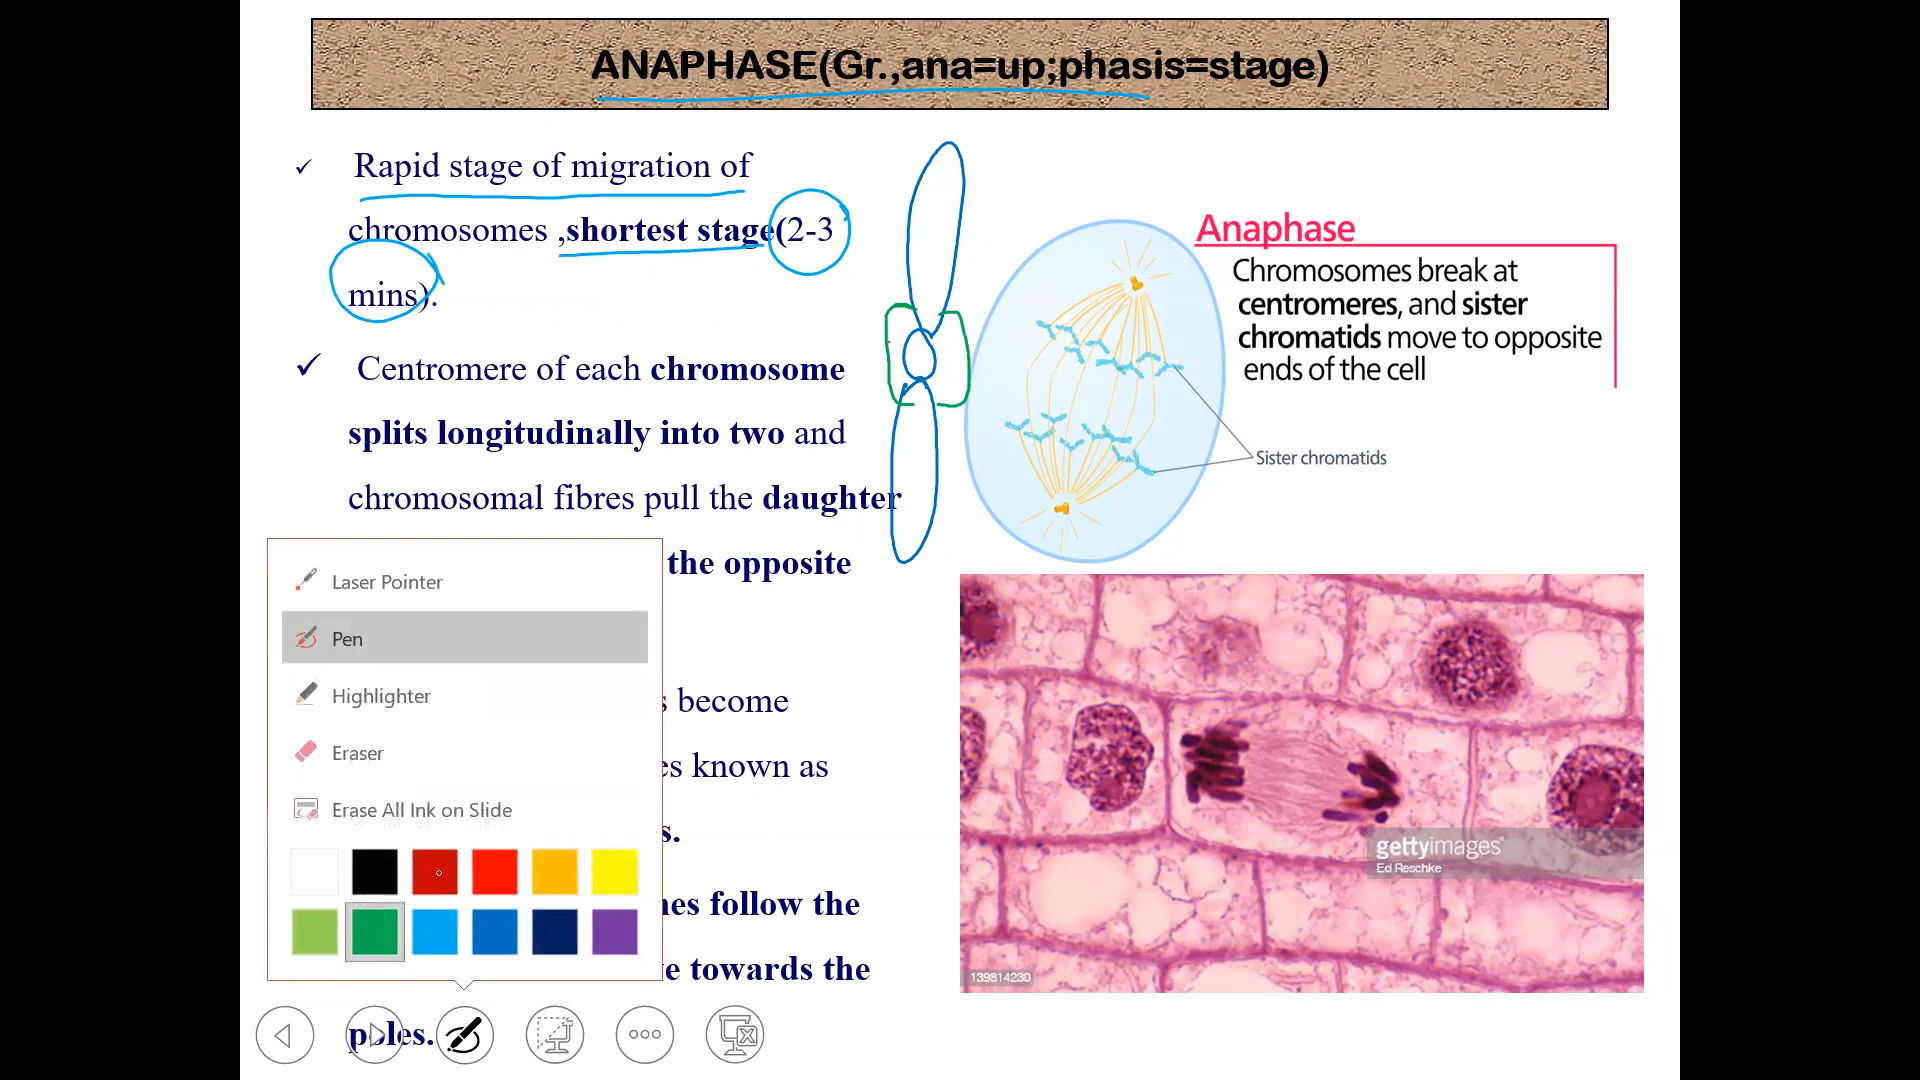 ANAPHASE(Gr.,ana=up;phasis=stage)
✓ Rapid stage of migration of
chromosomes ,shortest stage(2-3
mins).
✓ Centromere of each chromosome
splits longitudinally into two and
chromosomal fibres pull the daughter
the opposite
become
known as
follow the
towards the
poles.
Laser Pointer
Pen
Highlighter
Eraser
Erase All Ink on Slide
Anaphase
Chromosomes break at
centromeres, and sister
chromatids move to opposite
ends of the cell
Sister chromatids
gettyimages
Ed Reschke
139814230